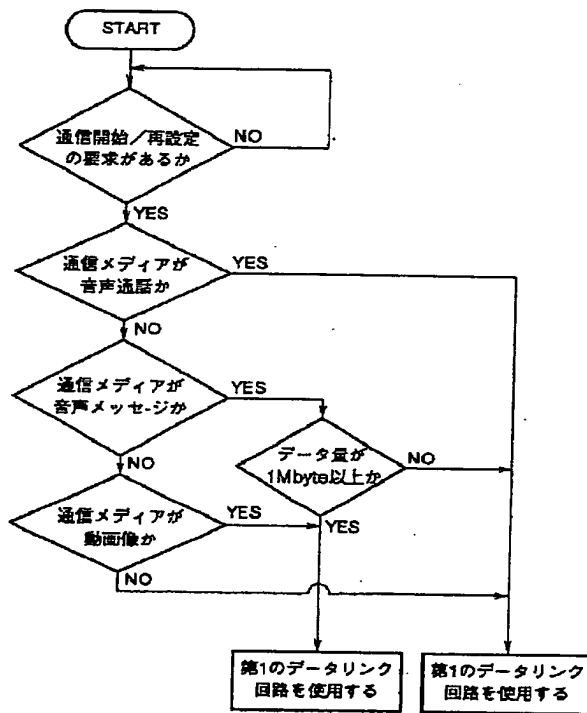 START
通信開始／再設定
の要求があるか
NO
YES
通信メディアが
音声通話か
YES
NO
通信メディアが
音声メッセ-ジか
YES
データ量が
1Mbyte以上か
NO
NO
YES
通信メディアが
動画像か
YES
NO
第1のデータリンク
回路を使用する
第1のデータリンク
回路を使用する